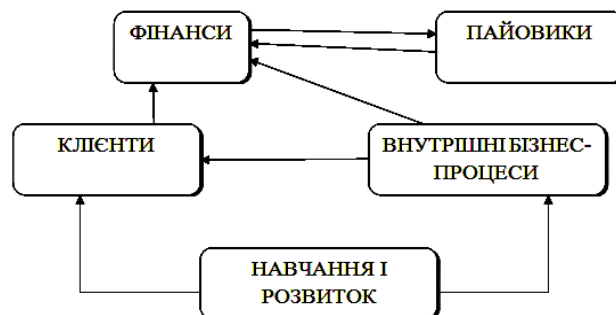 ФІНАНСИ
ПАЙОВИКИ
КЛІЄНТИ
ВНУТРІШНІ БІЗНЕС-
ПРОЦЕСИ
НАВЧАННЯ І
РОЗВИТОК